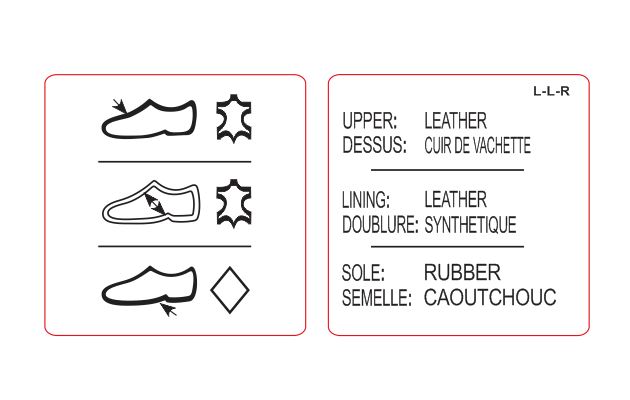 L-L-R
UPPER: LEATHER
DESSUS: CUIR DE VACHETTE
LINING: LEATHER
DOUBLURE: SYNTHETIQUE
SOLE: RUBBER
SEMELLE: CAOUTCHOUC